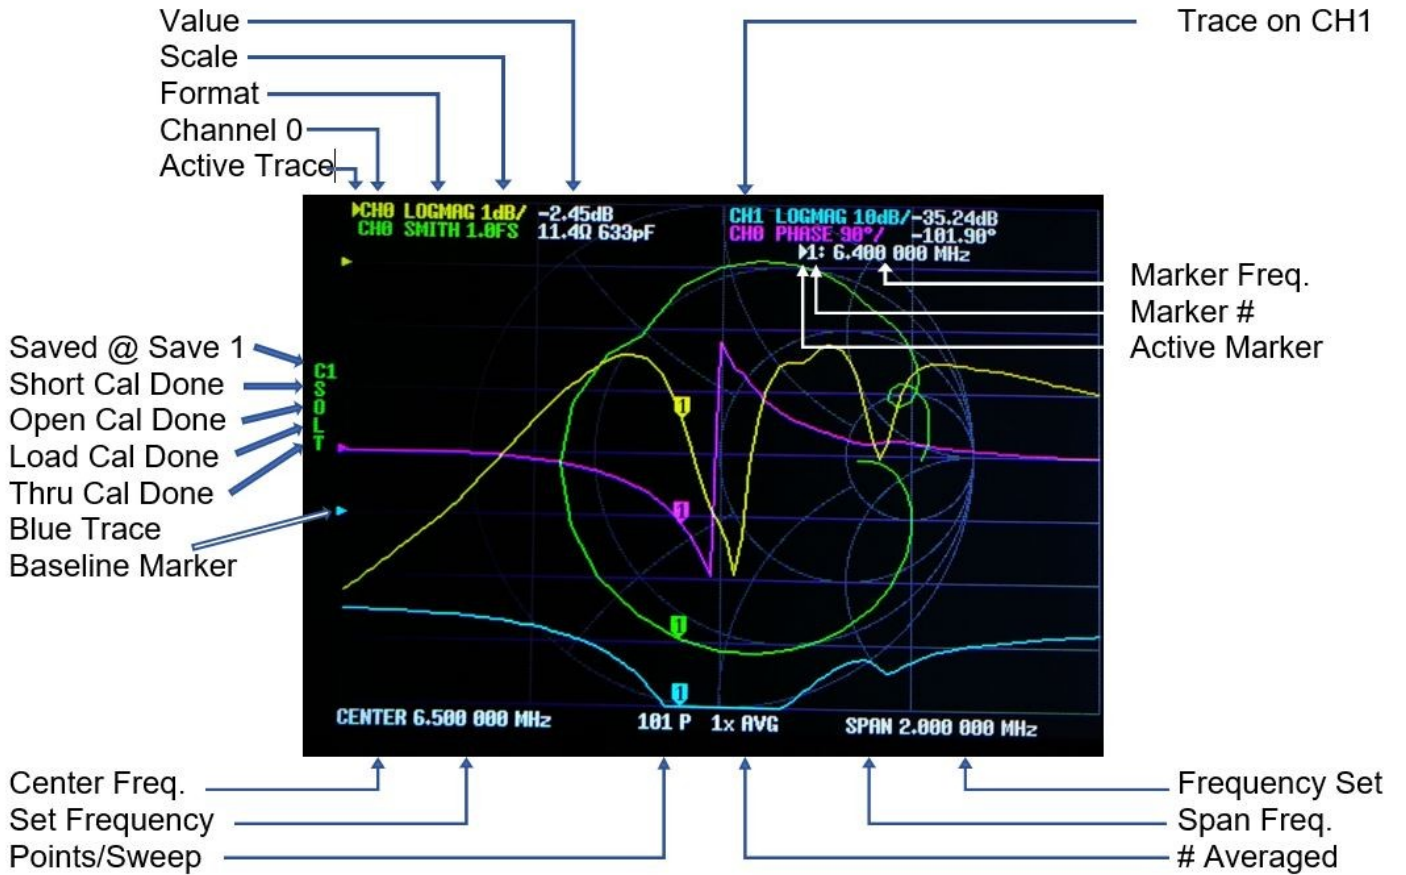 Value
Scale
Format
Channel 0
Active Trace
Trace on CH1
CH0 LOGMAG 1dB/ -2.45dB
CH0 SMITH 1.0FS 11.4Ω 633pF
CH1 LOGMAG 10dB/-35.24dB
CH0 PHASE 90°/ -101.90°
1: 6.400 000 MHz
Marker Freq.
Marker #
Active Marker
Saved @ Save 1
Short Cal Done
Open Cal Done
Load Cal Done
Thru Cal Done
Blue Trace
Baseline Marker
C1
S
O
L
T
1
1
1
1
CENTER 6.500 000 MHz
101 P 1x AVG
SPAN 2.000 000 MHz
Center Freq.
Set Frequency
Points/Sweep
Frequency Set
Span Freq.
# Averaged